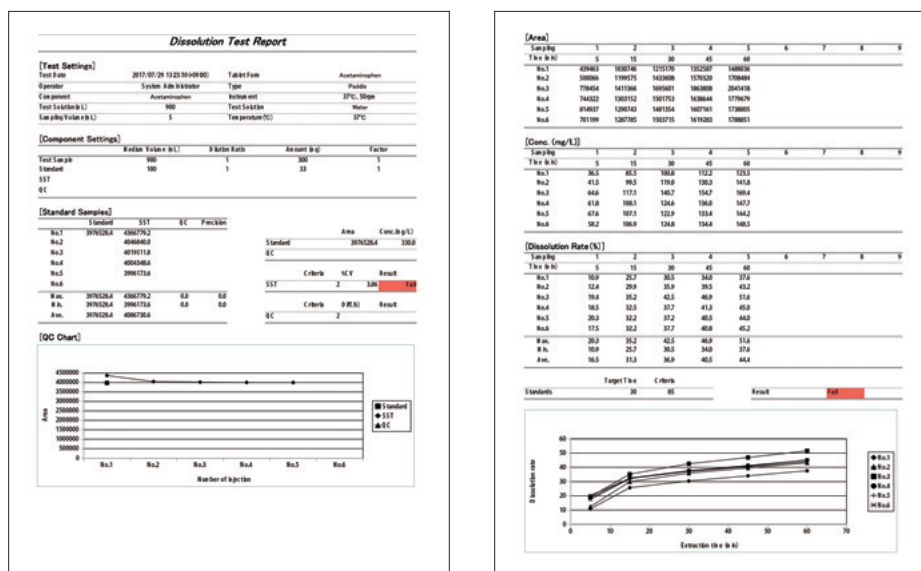 Dissolution Test Report
[Test Settings]
Test Date 2017/07/29 13:23:50(+09:00) Tablet Form Acetaminophen
Operator System Administrator Type Paddle
Component Acetaminophen Instrument 37℃, 50rpm
Test Solution(mL) 900 Test Solution Water
Sampling Volume(mL) 5 Temperature(℃) 37℃
[Component Settings]
Median Volume (mL) Dilution Ratio Amount (mg) Factor
Test Sample 900 1 300 1
Standard 100 1 33 1
SST
QC
[Standard Samples]
Standard SST QC Precision
No.1 3976528.4 4366779.2
No.2 4046840.8
No.3 4019511.8
No.4 4004348.6
No.5 3996173.6
No.6
Max. 3976528.4 4366779.2 0.0 0.0
Min. 3976528.4 3996173.6 0.0 0.0
Ave. 3976528.4 4086730.6
Area Conc.(mg/L)
Standard 3976528.4 330.0
QC
Criteria %CV Result
SST 2 3.86 Fail
Criteria Diff.(%) Result
QC 2
[QC Chart]
4500000
4000000
3500000
3000000
2500000
2000000
1500000
1000000
500000
0
Area
No.1 No.2 No.3 No.4 No.5 No.6
Number of injection
Standard
SST
QC
[Area]
Sampling 1 2 3 4 5 6 7 8 9
Time (min) 5 15 30 45 60
No.1 439463 1030746 1215170 1352587 1488036
No.2 500066 1199575 1433608 1570320 1708484
No.3 778454 1411366 1695601 1863808 2041418
No.4 744322 1303152 1501753 1638644 1779679
No.5 814937 1290743 1481354 1607161 1738005
No.6 701199 1287785 1503715 1619283 1788851
[Conc. (mg/L)]
Sampling 1 2 3 4 5 6 7 8 9
Time (min) 5 15 30 45 60
No.1 36.5 85.5 100.8 112.2 123.5
No.2 41.5 99.5 119.0 130.3 141.8
No.3 64.6 117.1 140.7 154.7 169.4
No.4 61.8 108.1 124.6 136.0 147.7
No.5 67.6 107.1 122.9 133.4 144.2
No.6 58.2 106.9 124.8 134.4 148.5
[Dissolution Rate(%)]
Sampling 1 2 3 4 5 6 7 8 9
Time (min) 5 15 30 45 60
No.1 10.9 25.7 30.5 34.0 37.6
No.2 12.4 29.9 35.9 39.5 43.2
No.3 19.4 35.2 42.5 46.9 51.6
No.4 18.5 32.5 37.7 41.3 45.0
No.5 20.3 32.2 37.2 40.5 44.0
No.6 17.5 32.2 37.7 40.8 45.2
Max. 20.3 35.2 42.5 46.9 51.6
Min. 10.9 25.7 30.5 34.0 37.6
Ave. 16.5 31.3 36.9 40.5 44.4
Target Time Criteria
Standards 30 85 Result Fail
60
50
40
30
20
10
0
Dissolution rate
0 10 20 30 40 50 60 70
Extraction time (min)
No.1
No.2
No.3
No.4
No.5
No.6